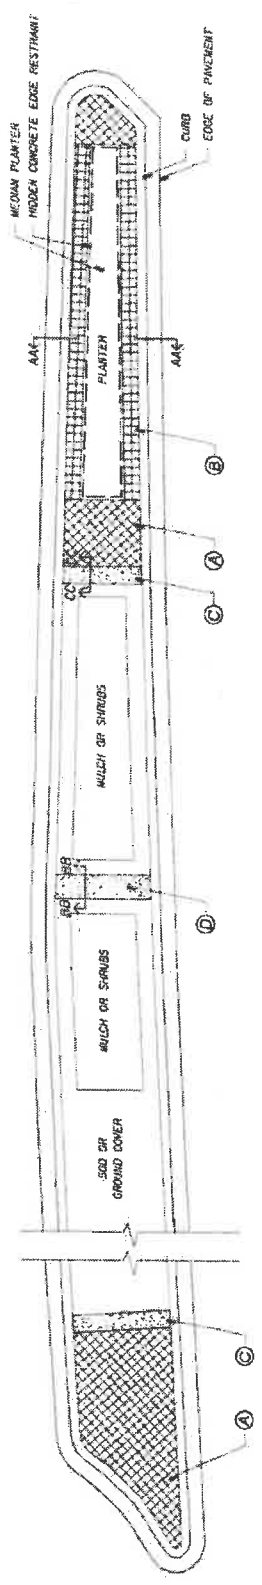 MEDIAN PLANTER
HIDDEN CONCRETE EDGE RESTRAINT
CURB
EDGE OF PAVEMENT
AA
AA
PLANTER
B
A
C
CC
MULCH OR SHRUBS
BB
BB
D
MULCH OR SHRUBS
SOD OR
GROUND COVER
C
A